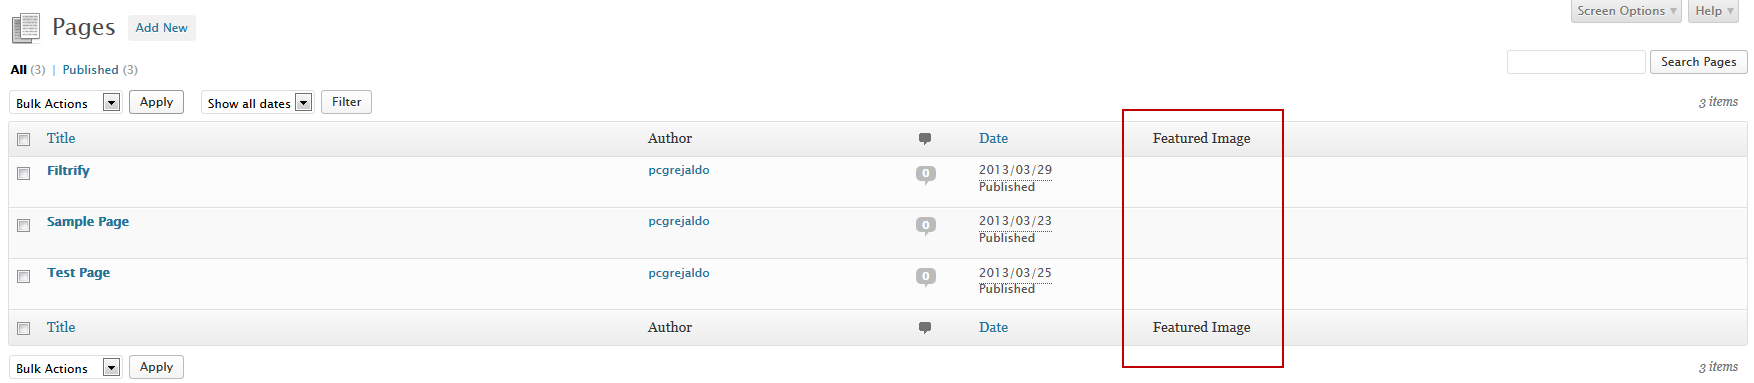 Screen Options Help
Pages Add New
All (3) | Published (3)
Search Pages
Bulk Actions Apply Show all dates Filter 3 items
Title Author Date Featured Image
Filtrify pcgrejaldo 0 2013/03/29
Published
Sample Page pcgrejaldo 0 2013/03/23
Published
Test Page pcgrejaldo 0 2013/03/25
Published
Title Author Date Featured Image
Bulk Actions Apply 3 items